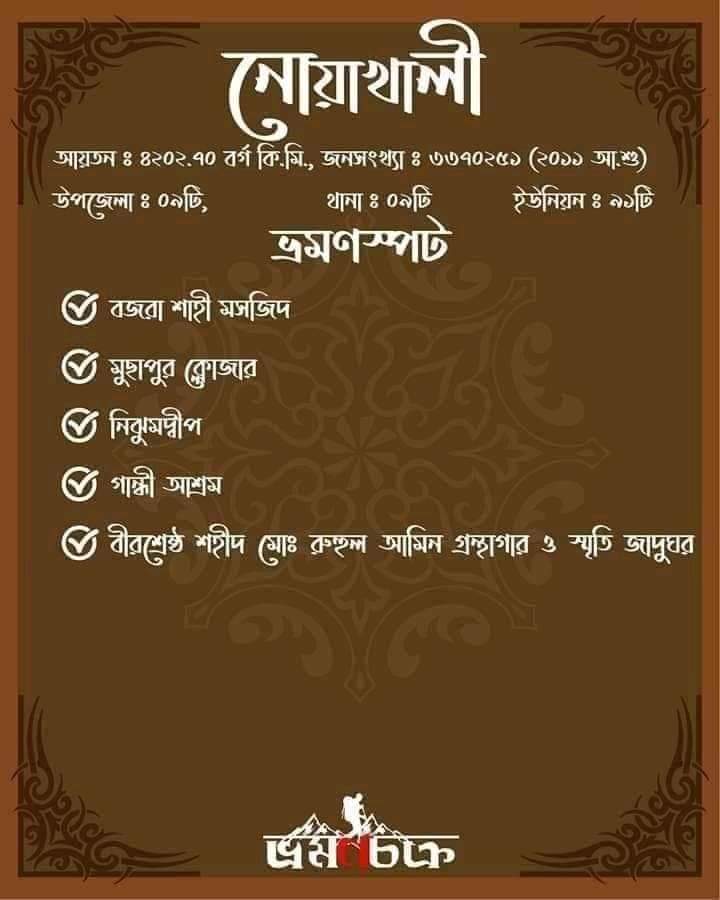 নোয়াখালী
আয়তন ঃ ৪২০২.৭০ বর্গ কি.মি., জনসংখ্যা ঃ ৩৩৭০২৫১ (২০১১ আ.শু)
উপজেলা ঃ ০৯টি, থানা ঃ ০৯টি ইউনিয়ন ঃ ৯১টি
ভ্রমণস্পট
বজরা শাহী মসজিদ
মুছাপুর ক্লোজার
নিঝুমদ্বীপ
গান্ধী আশ্রম
বীরশ্রেষ্ঠ শহীদ মোঃ রুহুল আমিন গ্রন্থাগার ও স্মৃতি জাদুঘর
ভ্রমণচক্র